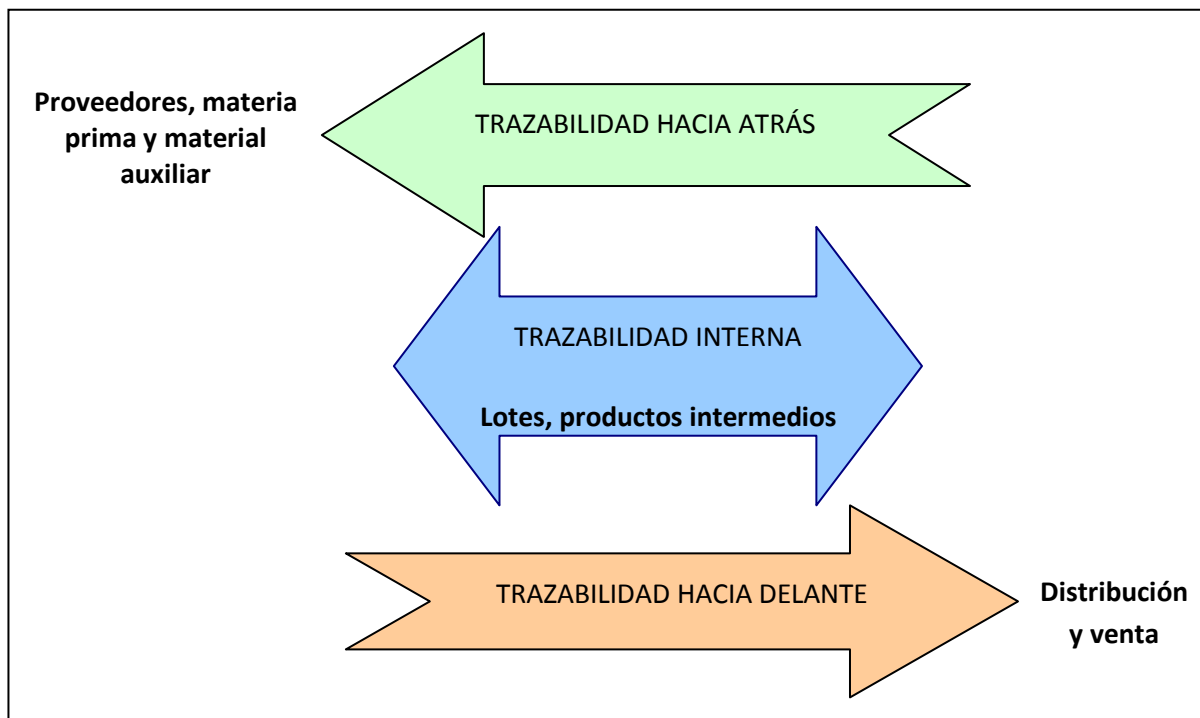 Proveedores, materia
prima y material
auxiliar
TRAZABILIDAD HACIA ATRÁS
TRAZABILIDAD INTERNA
Lotes, productos intermedios
TRAZABILIDAD HACIA DELANTE
Distribución
y venta